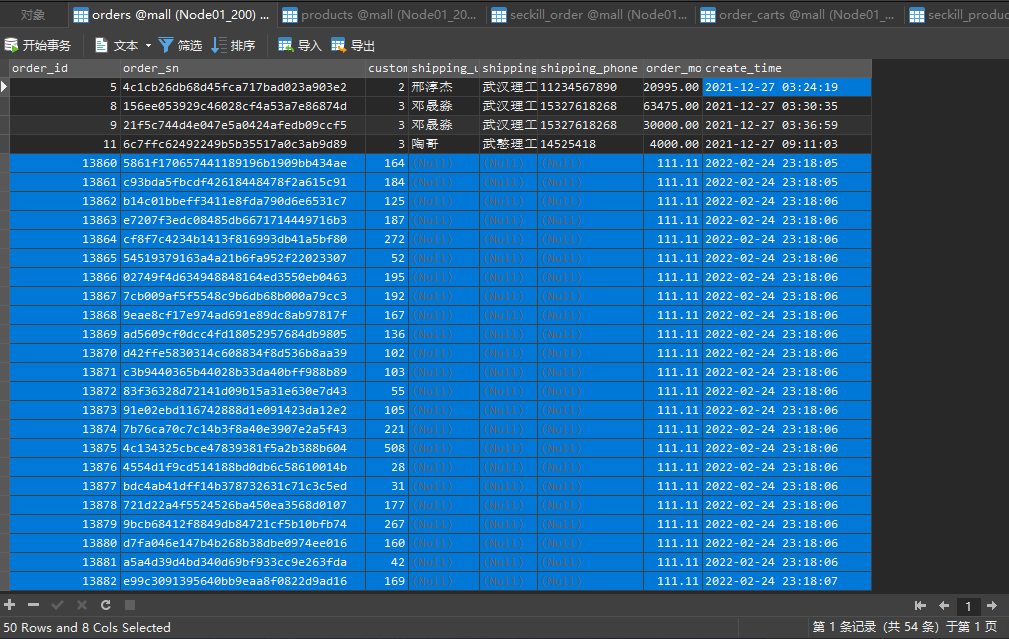 对象 orders @mall (Node01_200) ... products @mall (Node01_20... seckill_order @mall (Node01... order_carts @mall (Node01_... seckill_produc
开始事务 文本 筛选 排序 导入 导出
order_id order_sn custom shipping_u shipping shipping_phone order_mo create_time
5 4c1cb26db68d45fca717bad023a903e2 2 邢淳杰 武汉理工 11234567890 20995.00 2021-12-27 03:24:19
8 156ee053929c46028cf4a53a7e86874d 3 邓晟淼 武汉理工 15327618268 63475.00 2021-12-27 03:30:35
9 21f5c744d4e047e5a0424afedb09ccf5 3 邓晟淼 武汉理工 15327618268 30000.00 2021-12-27 03:36:59
11 6c7ffc62492249b5b35517a0c3ab9d89 3 陶哥 武憨理工 14525418 4000.00 2021-12-27 09:11:03
13860 5861f170657441189196b1909bb434ae 164 (Null) (Null) (Null) 111.11 2022-02-24 23:18:05
13861 c93bda5fbcdf42618448478f2a615c91 184 (Null) (Null) (Null) 111.11 2022-02-24 23:18:05
13862 b14c01bbeff3411e8fda790d6e6531c7 125 (Null) (Null) (Null) 111.11 2022-02-24 23:18:06
13863 e7207f3edc08485db6671714449716b3 187 (Null) (Null) (Null) 111.11 2022-02-24 23:18:06
13864 cf8f7c4234b1413f816993db41a5bf80 272 (Null) (Null) (Null) 111.11 2022-02-24 23:18:06
13865 54519379163a4a21b6fa952f22023307 52 (Null) (Null) (Null) 111.11 2022-02-24 23:18:06
13866 02749f4d634948848164ed3550eb0463 195 (Null) (Null) (Null) 111.11 2022-02-24 23:18:06
13867 7cb009af5f5548c9b6db68b000a79cc3 192 (Null) (Null) (Null) 111.11 2022-02-24 23:18:06
13868 9eae8cf17e974ad691e89dc8ab97817f 167 (Null) (Null) (Null) 111.11 2022-02-24 23:18:06
13869 ad5609cf0dcc4fd18052957684db9805 136 (Null) (Null) (Null) 111.11 2022-02-24 23:18:06
13870 d42ffe5830314c608834f8d536b8aa39 102 (Null) (Null) (Null) 111.11 2022-02-24 23:18:06
13871 c3b9440365b44028b33da40bff988b89 103 (Null) (Null) (Null) 111.11 2022-02-24 23:18:06
13872 83f36328d72141d09b15a31e630e7d43 55 (Null) (Null) (Null) 111.11 2022-02-24 23:18:06
13873 91e02ebd116742888d1e091423da12e2 105 (Null) (Null) (Null) 111.11 2022-02-24 23:18:06
13874 7b76ca70c7c14b3f8a40e3907e2a5f43 221 (Null) (Null) (Null) 111.11 2022-02-24 23:18:06
13875 4c134325cbce47839381f5a2b388b604 508 (Null) (Null) (Null) 111.11 2022-02-24 23:18:06
13876 4554d1f9cd514188bd0db6c58610014b 28 (Null) (Null) (Null) 111.11 2022-02-24 23:18:06
13877 bdc4ab41dff14b378732631c71c3c5ed 31 (Null) (Null) (Null) 111.11 2022-02-24 23:18:06
13878 721d22a4f5524526ba450ea3568d0107 177 (Null) (Null) (Null) 111.11 2022-02-24 23:18:06
13879 9bcb68412f8849db84721cf5b10bfb74 267 (Null) (Null) (Null) 111.11 2022-02-24 23:18:06
13880 d7fa046e147b4b268b38dbe0974ee016 160 (Null) (Null) (Null) 111.11 2022-02-24 23:18:06
13881 a5a4d39d4bd340d69bf933cc9e263fda 42 (Null) (Null) (Null) 111.11 2022-02-24 23:18:06
13882 e99c3091395640bb9eaa8f0822d9ad16 169 (Null) (Null) (Null) 111.11 2022-02-24 23:18:07
1
50 Rows and 8 Cols Selected 第 1 条记录 (共 54 条) 于第 1 页